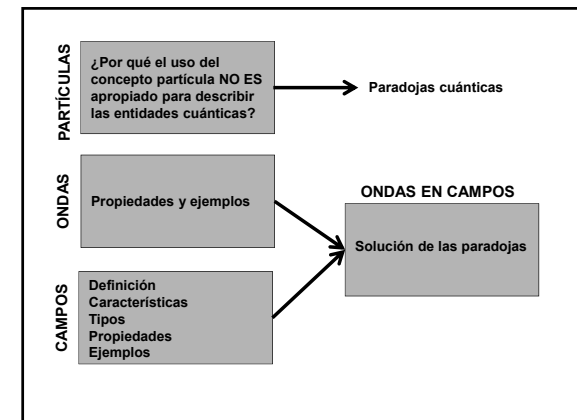 PARTÍCULAS
¿Por qué el uso del
concepto partícula NO ES
apropiado para describir
las entidades cuánticas?
Paradojas cuánticas
ONDAS
Propiedades y ejemplos
ONDAS EN CAMPOS
Solución de las paradojas
CAMPOS
Definición
Características
Tipos
Propiedades
Ejemplos